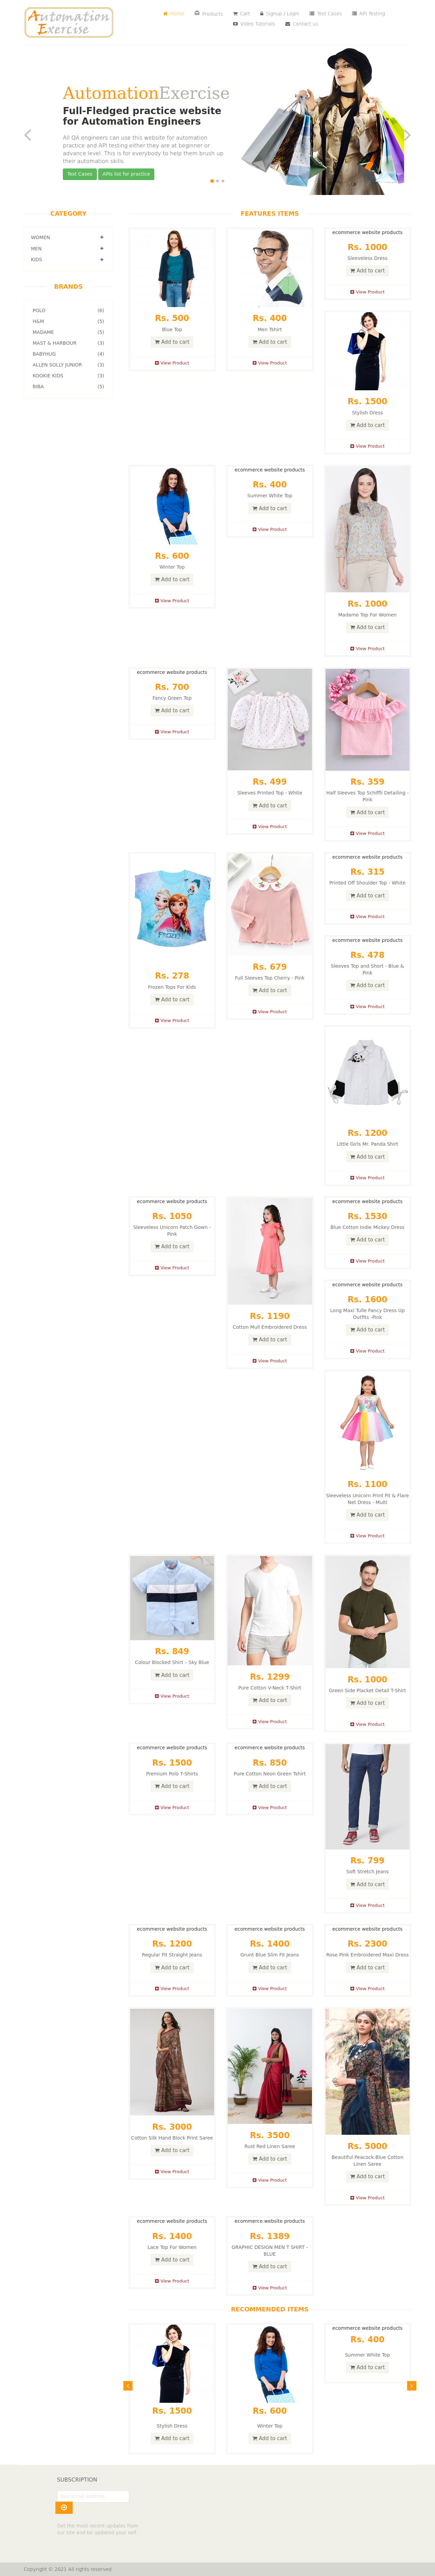 Automation
Exercise
Home
Products
Cart
Signup / Login
Test Cases
API Testing
Video Tutorials
Contact us
AutomationExercise
Full-Fledged practice website
for Automation Engineers
All QA engineers can use this website for automation
practice and API testing either they are at beginner or
advance level. This is for everybody to help them brush up
their automation skills.
Test Cases
APIs list for practice
CATEGORY
WOMEN
MEN
KIDS
BRANDS
POLO (6)
H&M (5)
MADAME (5)
MAST & HARBOUR (3)
BABYHUG (4)
ALLEN SOLLY JUNIOR (3)
KOOKIE KIDS (3)
BIBA (5)
FEATURES ITEMS
Rs. 500
Blue Top
Add to cart
View Product
Rs. 400
Men Tshirt
Add to cart
View Product
ecommerce website products
Rs. 1000
Sleeveless Dress
Add to cart
View Product
Rs. 1500
Stylish Dress
Add to cart
View Product
Rs. 600
Winter Top
Add to cart
View Product
ecommerce website products
Rs. 400
Summer White Top
Add to cart
View Product
Rs. 1000
Madame Top For Women
Add to cart
View Product
ecommerce website products
Rs. 700
Fancy Green Top
Add to cart
View Product
Rs. 499
Sleeves Printed Top - White
Add to cart
View Product
Rs. 359
Half Sleeves Top Schiffli Detailing -
Pink
Add to cart
View Product
Rs. 278
Frozen Tops For Kids
Add to cart
View Product
Rs. 679
Full Sleeves Top Cherry - Pink
Add to cart
View Product
ecommerce website products
Rs. 315
Printed Off Shoulder Top - White
Add to cart
View Product
ecommerce website products
Rs. 478
Sleeves Top and Short - Blue &
Pink
Add to cart
View Product
Rs. 1200
Little Girls Mr. Panda Shirt
Add to cart
View Product
ecommerce website products
Rs. 1050
Sleeveless Unicorn Patch Gown -
Pink
Add to cart
View Product
Rs. 1190
Cotton Mull Embroidered Dress
Add to cart
View Product
ecommerce website products
Rs. 1530
Blue Cotton Indie Mickey Dress
Add to cart
View Product
ecommerce website products
Rs. 1600
Long Maxi Tulle Fancy Dress Up
Outfits -Pink
Add to cart
View Product
Rs. 1100
Sleeveless Unicorn Print Fit & Flare
Net Dress - Multi
Add to cart
View Product
Rs. 849
Colour Blocked Shirt – Sky Blue
Add to cart
View Product
Rs. 1299
Pure Cotton V-Neck T-Shirt
Add to cart
View Product
Rs. 1000
Green Side Placket Detail T-Shirt
Add to cart
View Product
ecommerce website products
Rs. 1500
Premium Polo T-Shirts
Add to cart
View Product
ecommerce website products
Rs. 850
Pure Cotton Neon Green Tshirt
Add to cart
View Product
Rs. 799
Soft Stretch Jeans
Add to cart
View Product
ecommerce website products
Rs. 1200
Regular Fit Straight Jeans
Add to cart
View Product
ecommerce website products
Rs. 1400
Grunt Blue Slim Fit Jeans
Add to cart
View Product
ecommerce website products
Rs. 2300
Rose Pink Embroidered Maxi Dress
Add to cart
View Product
Rs. 3000
Cotton Silk Hand Block Print Saree
Add to cart
View Product
Rs. 3500
Rust Red Linen Saree
Add to cart
View Product
Rs. 5000
Beautiful Peacock Blue Cotton
Linen Saree
Add to cart
View Product
ecommerce website products
Rs. 1400
Lace Top For Women
Add to cart
View Product
ecommerce website products
Rs. 1389
GRAPHIC DESIGN MEN T SHIRT -
BLUE
Add to cart
View Product
RECOMMENDED ITEMS
Rs. 1500
Stylish Dress
Add to cart
Rs. 600
Winter Top
Add to cart
ecommerce website products
Rs. 400
Summer White Top
Add to cart
SUBSCRIPTION
Your email address
Get the most recent updates from
our site and be updated your self...
Copyright © 2021 All rights reserved